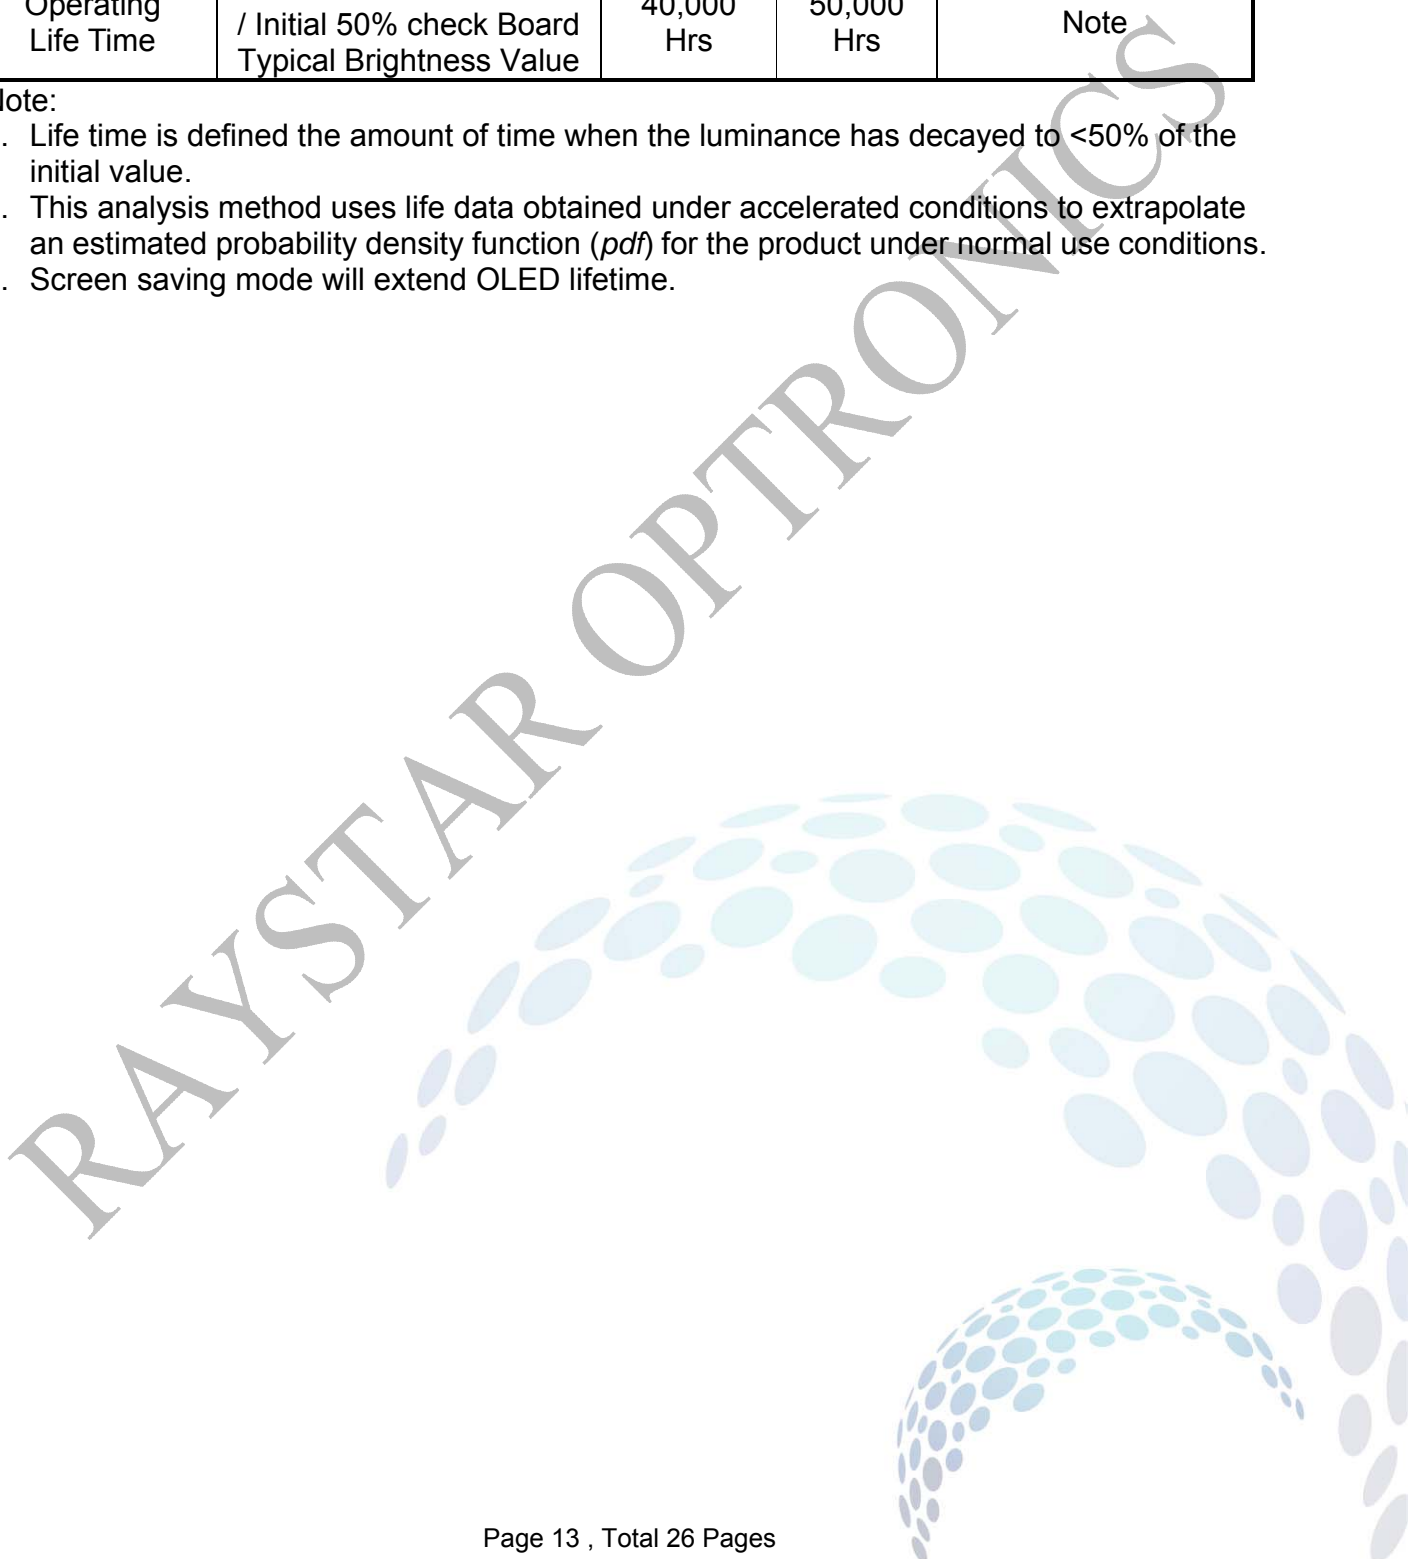 Operating
Life Time
/ Initial 50% check Board
Typical Brightness Value
40,000
Hrs
50,000
Hrs
Note
Note:
. Life time is defined the amount of time when the luminance has decayed to <50% of the
initial value.
. This analysis method uses life data obtained under accelerated conditions to extrapolate
an estimated probability density function (pdf) for the product under normal use conditions.
. Screen saving mode will extend OLED lifetime.
RAYSTAR OPTRONICS
Page 13 , Total 26 Pages